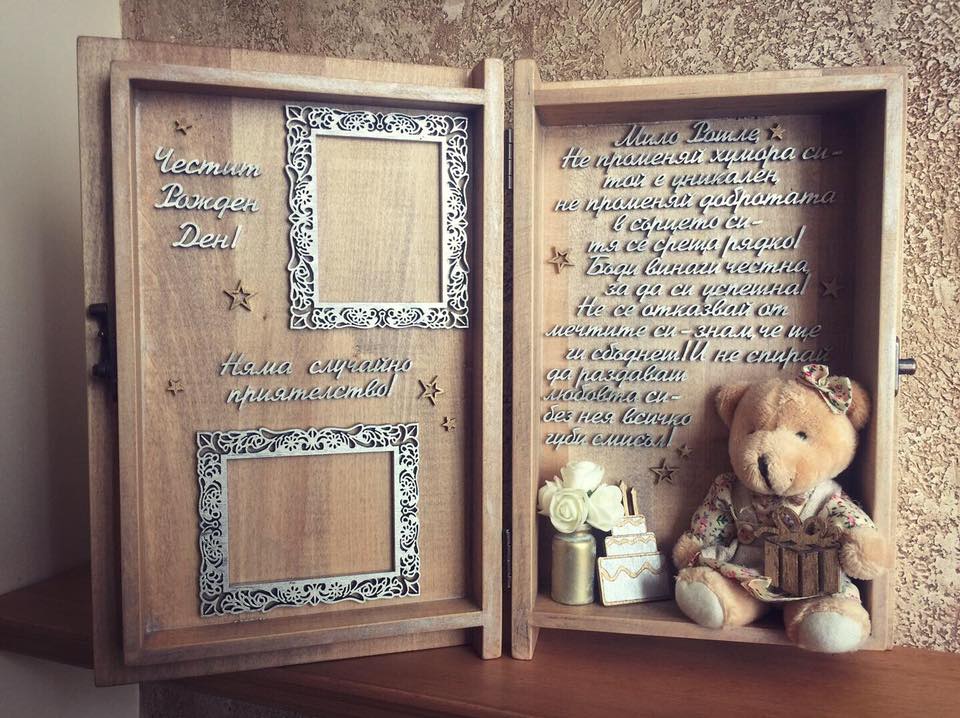 Честит
Рожден
Ден!
Няма случайно
приятелство!
Мило Ротле,
Не променяй хумора си-
той е уникален,
не променяй добротата
в сърцето си-
тя се среща рядко!
Бъди винаги честна,
за да си успешна!
Не се отказвай от
мечтите си-знам, че ще
ги сбъднеш!И не спирай
да раздаваш
любовта си-
без нея всичко
губи смисъл!